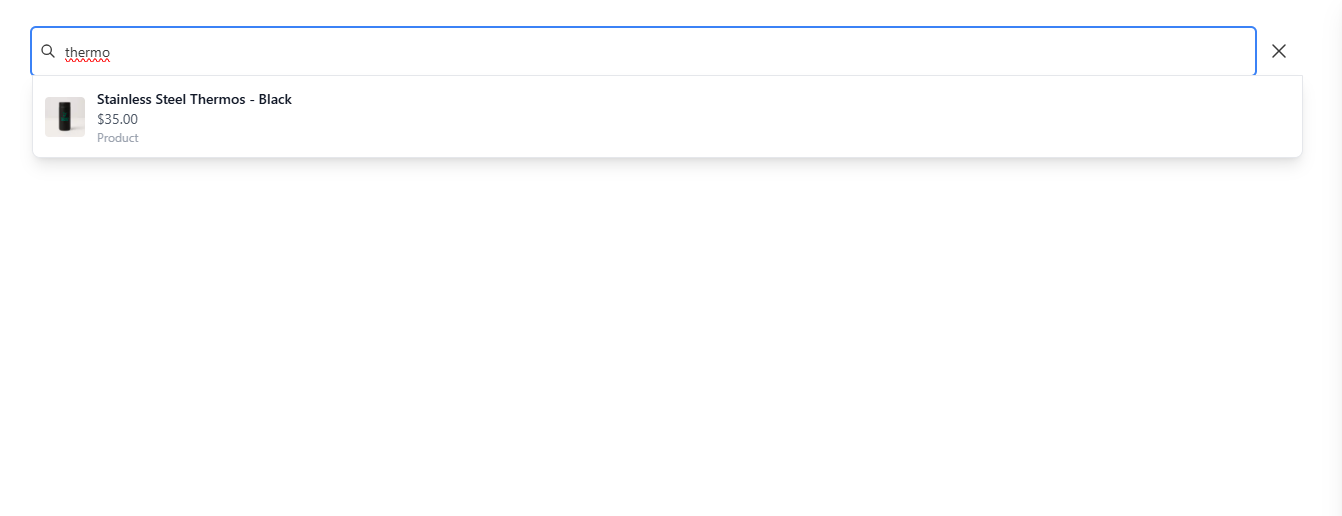 thermo
Stainless Steel Thermos - Black
$35.00
Product